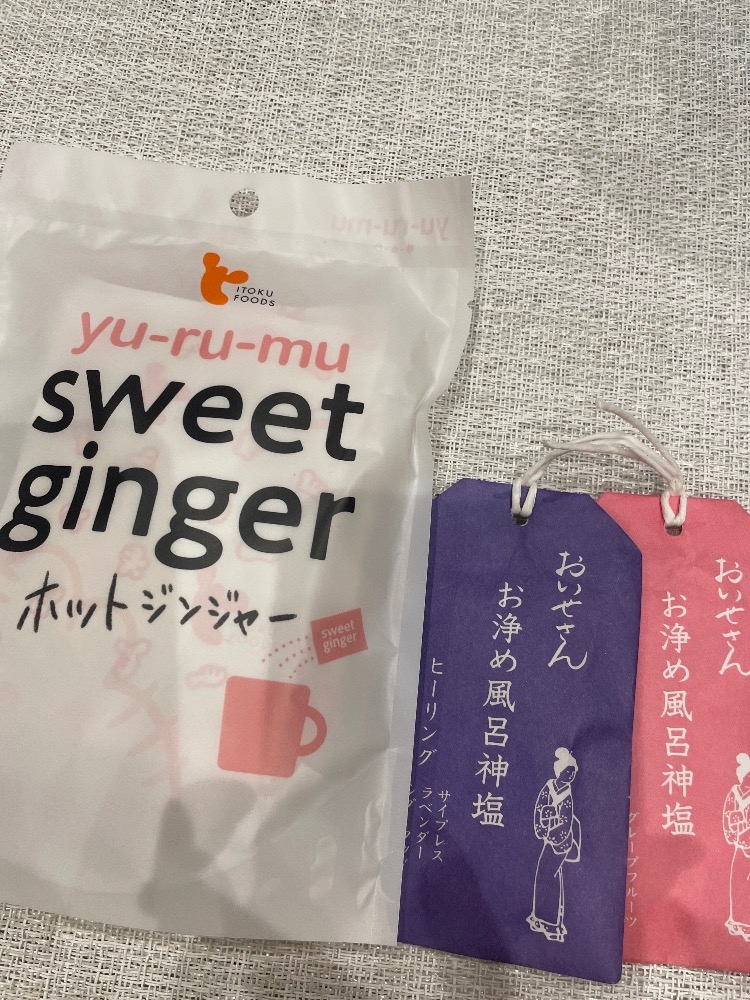 yu-ru-mu
ITOKU
FOODS
yu-ru-mu
sweet
ginger
ホットジンジャー
sweet
ginger
おいせさん
お浄め風呂神塩
ヒーリング
サイプレス
ラベンダー
おいせ
お浄め風呂神塩
グレープフルーツ